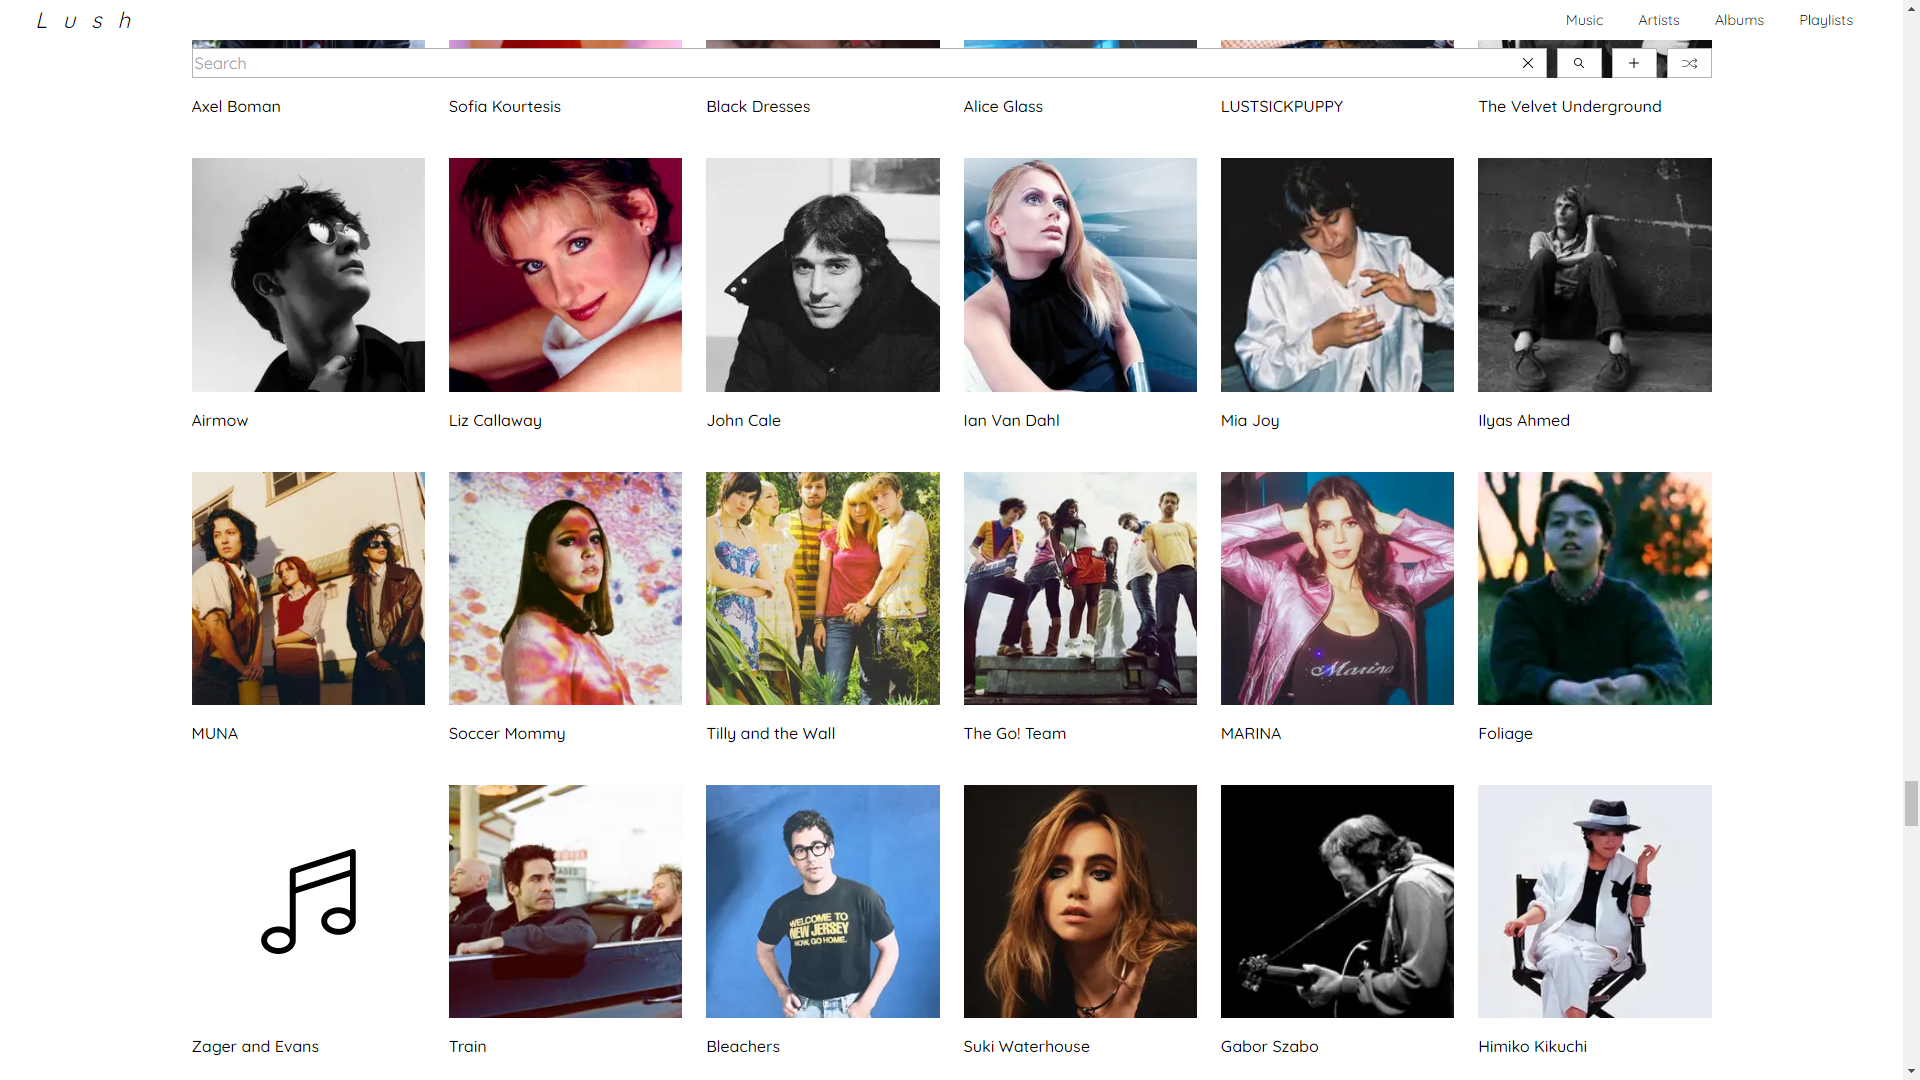 Lush
Music Artists Albums Playlists
Search
Axel Boman Sofia Kourtesis Black Dresses Alice Glass LUSTSICKPUPPY The Velvet Underground
Airmow Liz Callaway John Cale Ian Van Dahl Mia Joy Ilyas Ahmed
Marina
MUNA Soccer Mommy Tilly and the Wall The Go! Team MARINA Foliage
WELCOME TO
NEW JERSEY
NOW, GO HOME.
Zager and Evans Train Bleachers Suki Waterhouse Gabor Szabo Himiko Kikuchi